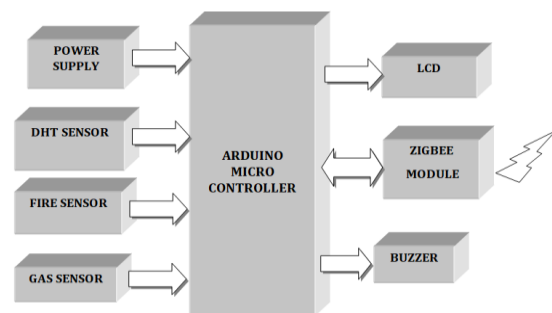 POWER
SUPPLY
DHT SENSOR
FIRE SENSOR
GAS SENSOR
ARDUINO
MICRO
CONTROLLER
LCD
ZIGBEE
MODULE
BUZZER